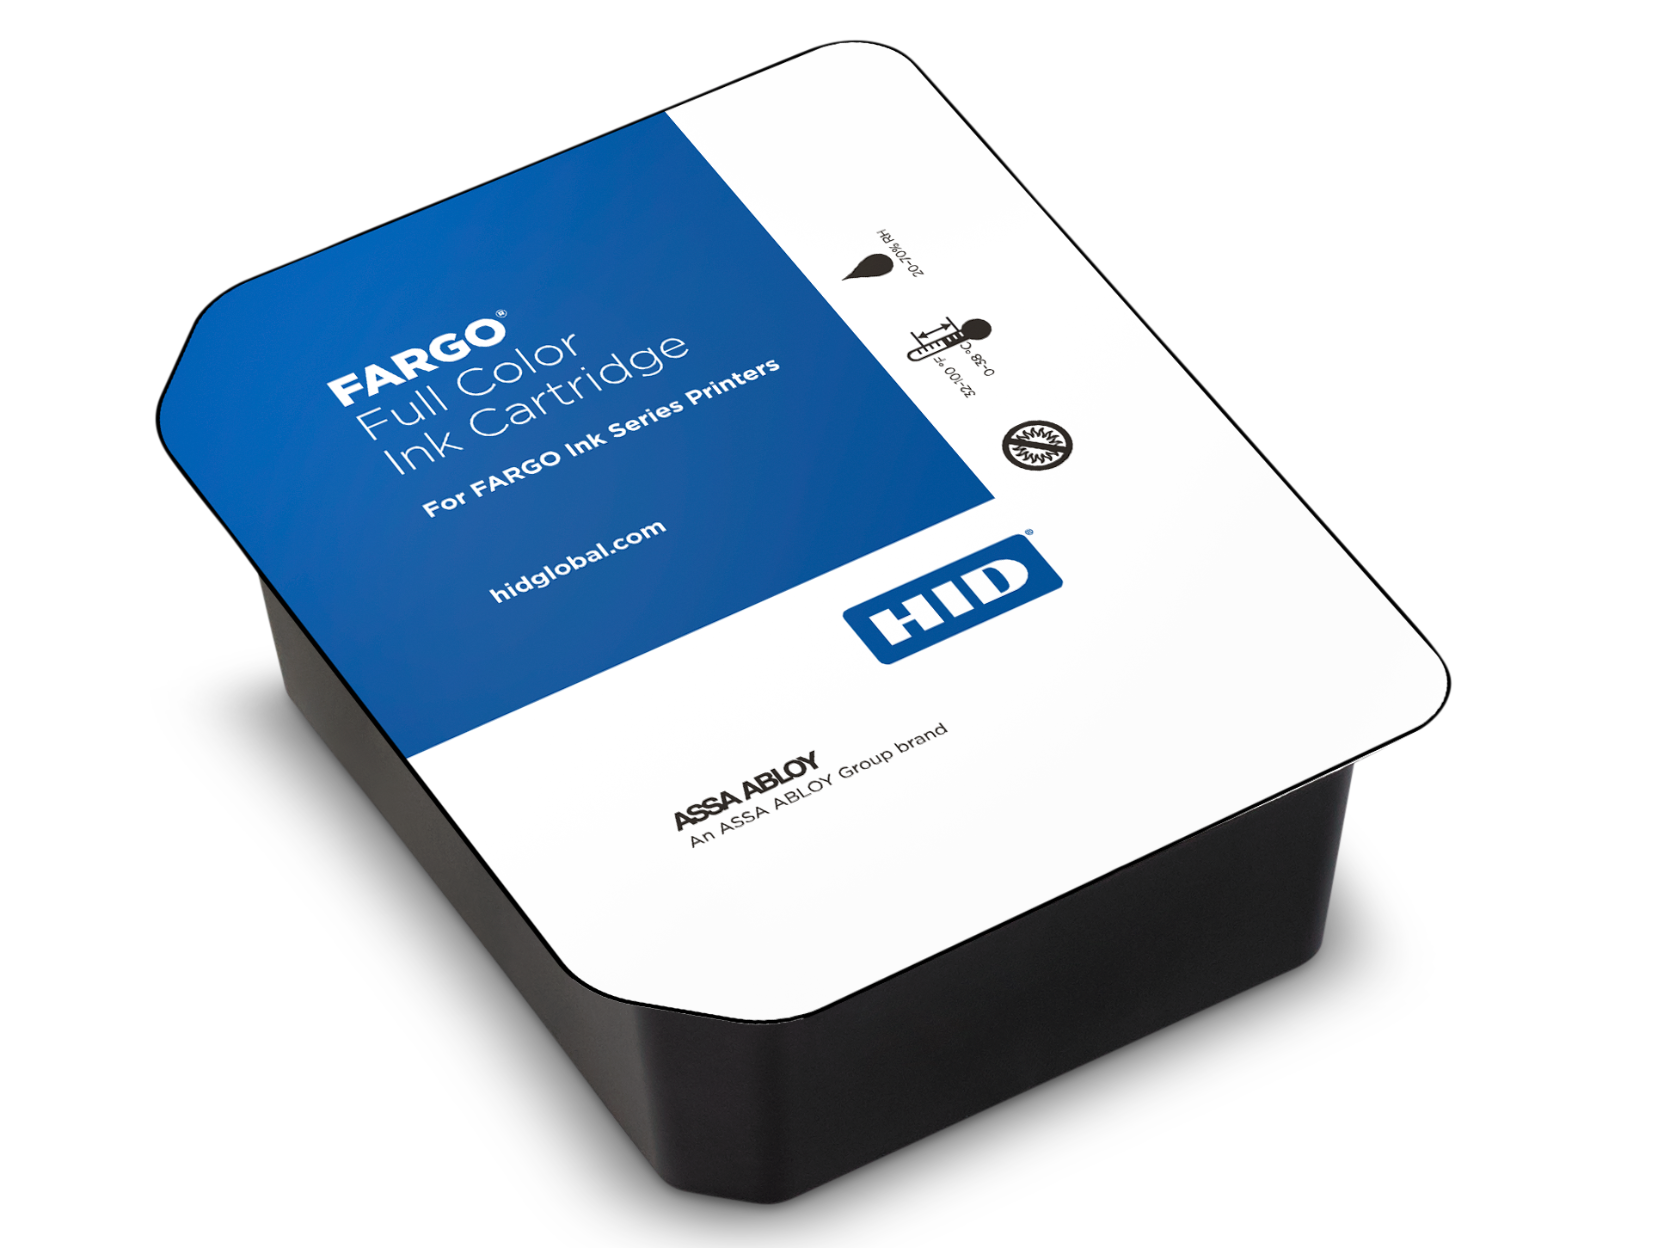 FARGO®
Full Color
Ink Cartridge
For FARGO Ink Series Printers
hidglobal.com
20-70% RH
32-100 °F
0-38 °C
HID®
ASSA ABLOY
An ASSA ABLOY Group brand